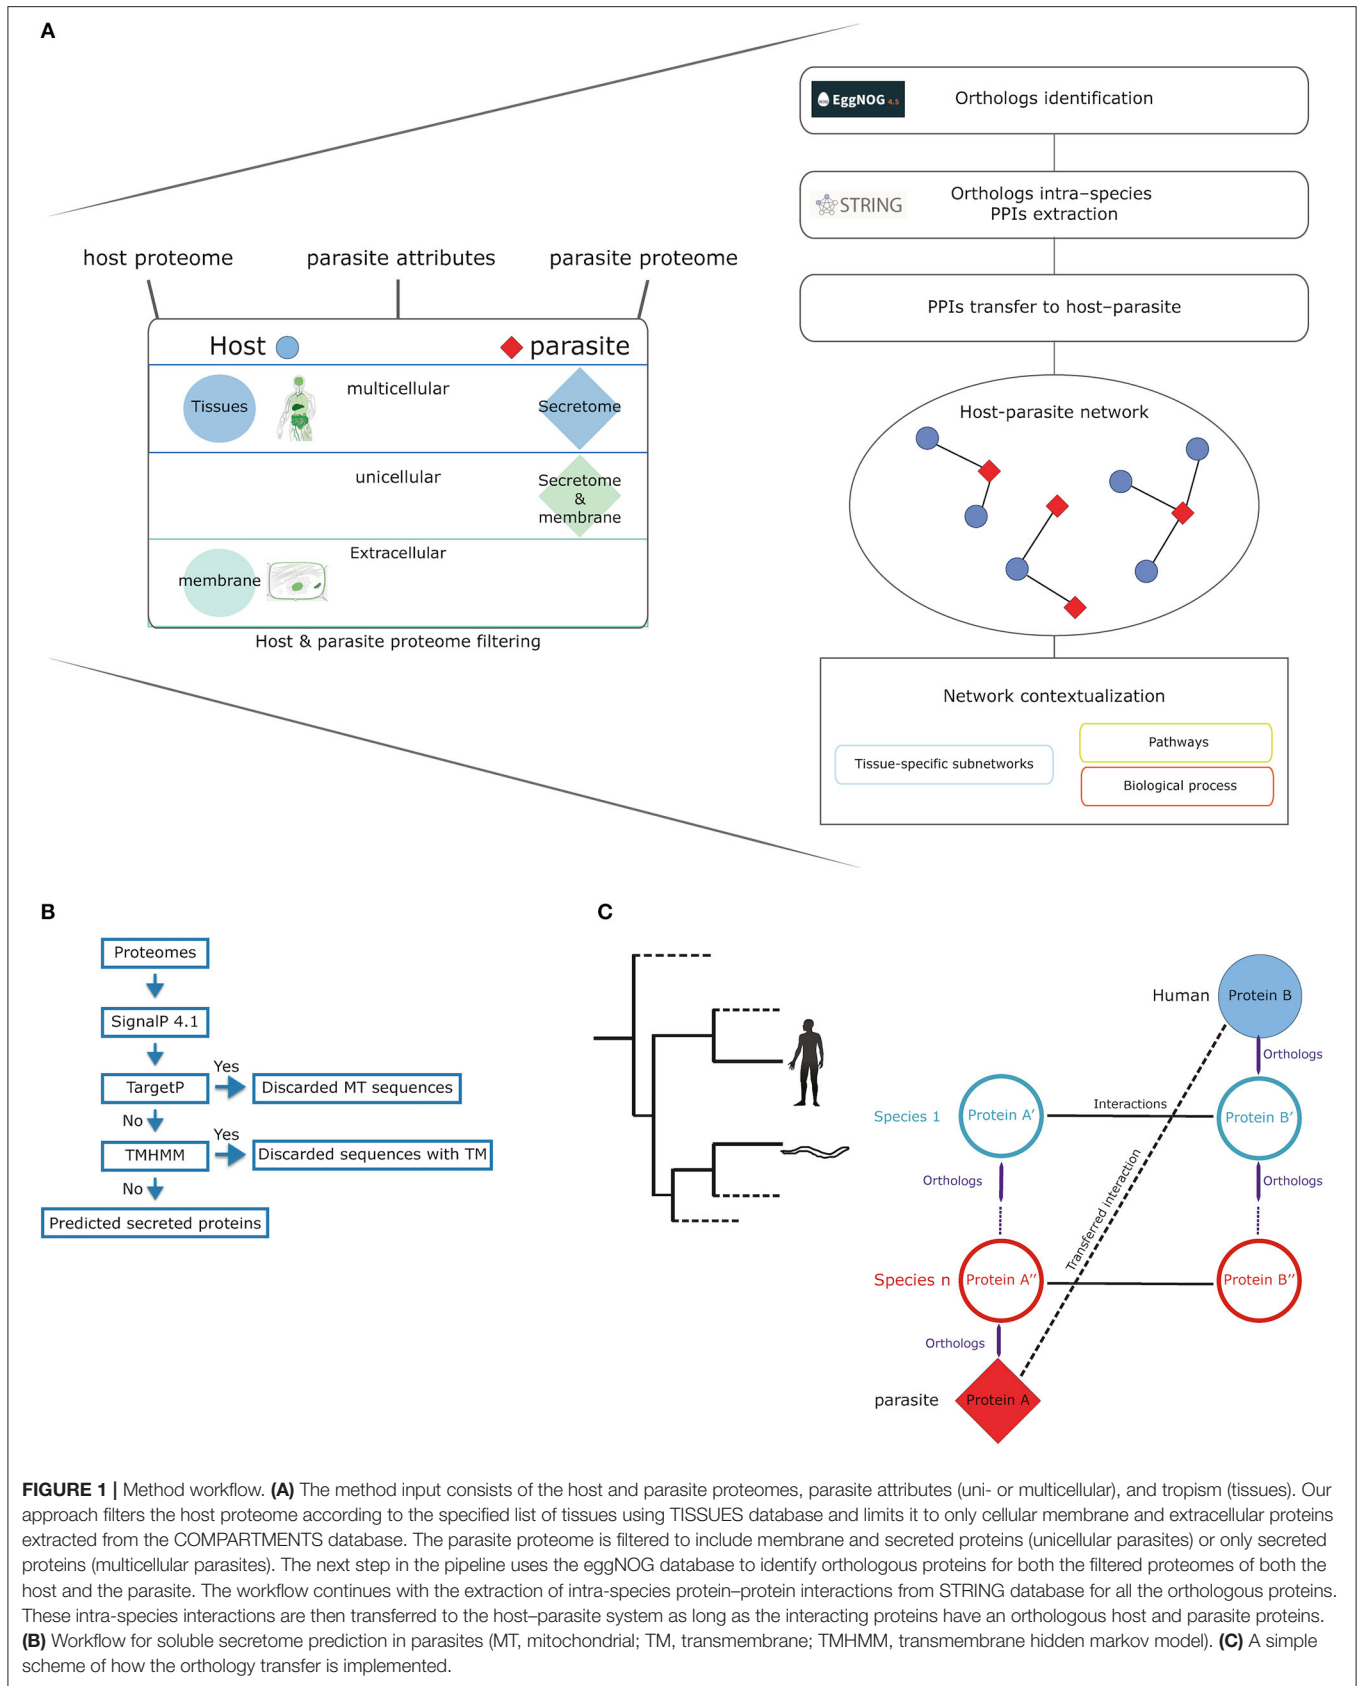 A
EggNOG 4.5
Orthologs identification
STRING
Orthologs intra–species
PPIs extraction
PPIs transfer to host–parasite
host proteome
parasite attributes
parasite proteome
Host
parasite
Tissues
multicellular
Secretome
unicellular
Secretome
&
membrane
Extracellular
membrane
Host & parasite proteome filtering
Host-parasite network
Network contextualization
Tissue-specific subnetworks
Pathways
Biological process
B
Proteomes
SignalP 4.1
TargetP
Yes
Discarded MT sequences
No
TMHMM
Yes
Discarded sequences with TM
No
Predicted secreted proteins
C
Human
Protein B
Orthologs
Species 1
Protein A′
Interactions
Protein B′
Orthologs
Orthologs
Transferred interaction
Species n
Protein A′′
Protein B′′
Orthologs
parasite
Protein A
FIGURE 1 | Method workflow. (A) The method input consists of the host and parasite proteomes, parasite attributes (uni- or multicellular), and tropism (tissues). Our
approach filters the host proteome according to the specified list of tissues using TISSUES database and limits it to only cellular membrane and extracellular proteins
extracted from the COMPARTMENTS database. The parasite proteome is filtered to include membrane and secreted proteins (unicellular parasites) or only secreted
proteins (multicellular parasites). The next step in the pipeline uses the eggNOG database to identify orthologous proteins for both the filtered proteomes of both the
host and the parasite. The workflow continues with the extraction of intra-species protein–protein interactions from STRING database for all the orthologous proteins.
These intra-species interactions are then transferred to the host–parasite system as long as the interacting proteins have an orthologous host and parasite proteins.
(B) Workflow for soluble secretome prediction in parasites (MT, mitochondrial; TM, transmembrane; TMHMM, transmembrane hidden markov model). (C) A simple
scheme of how the orthology transfer is implemented.